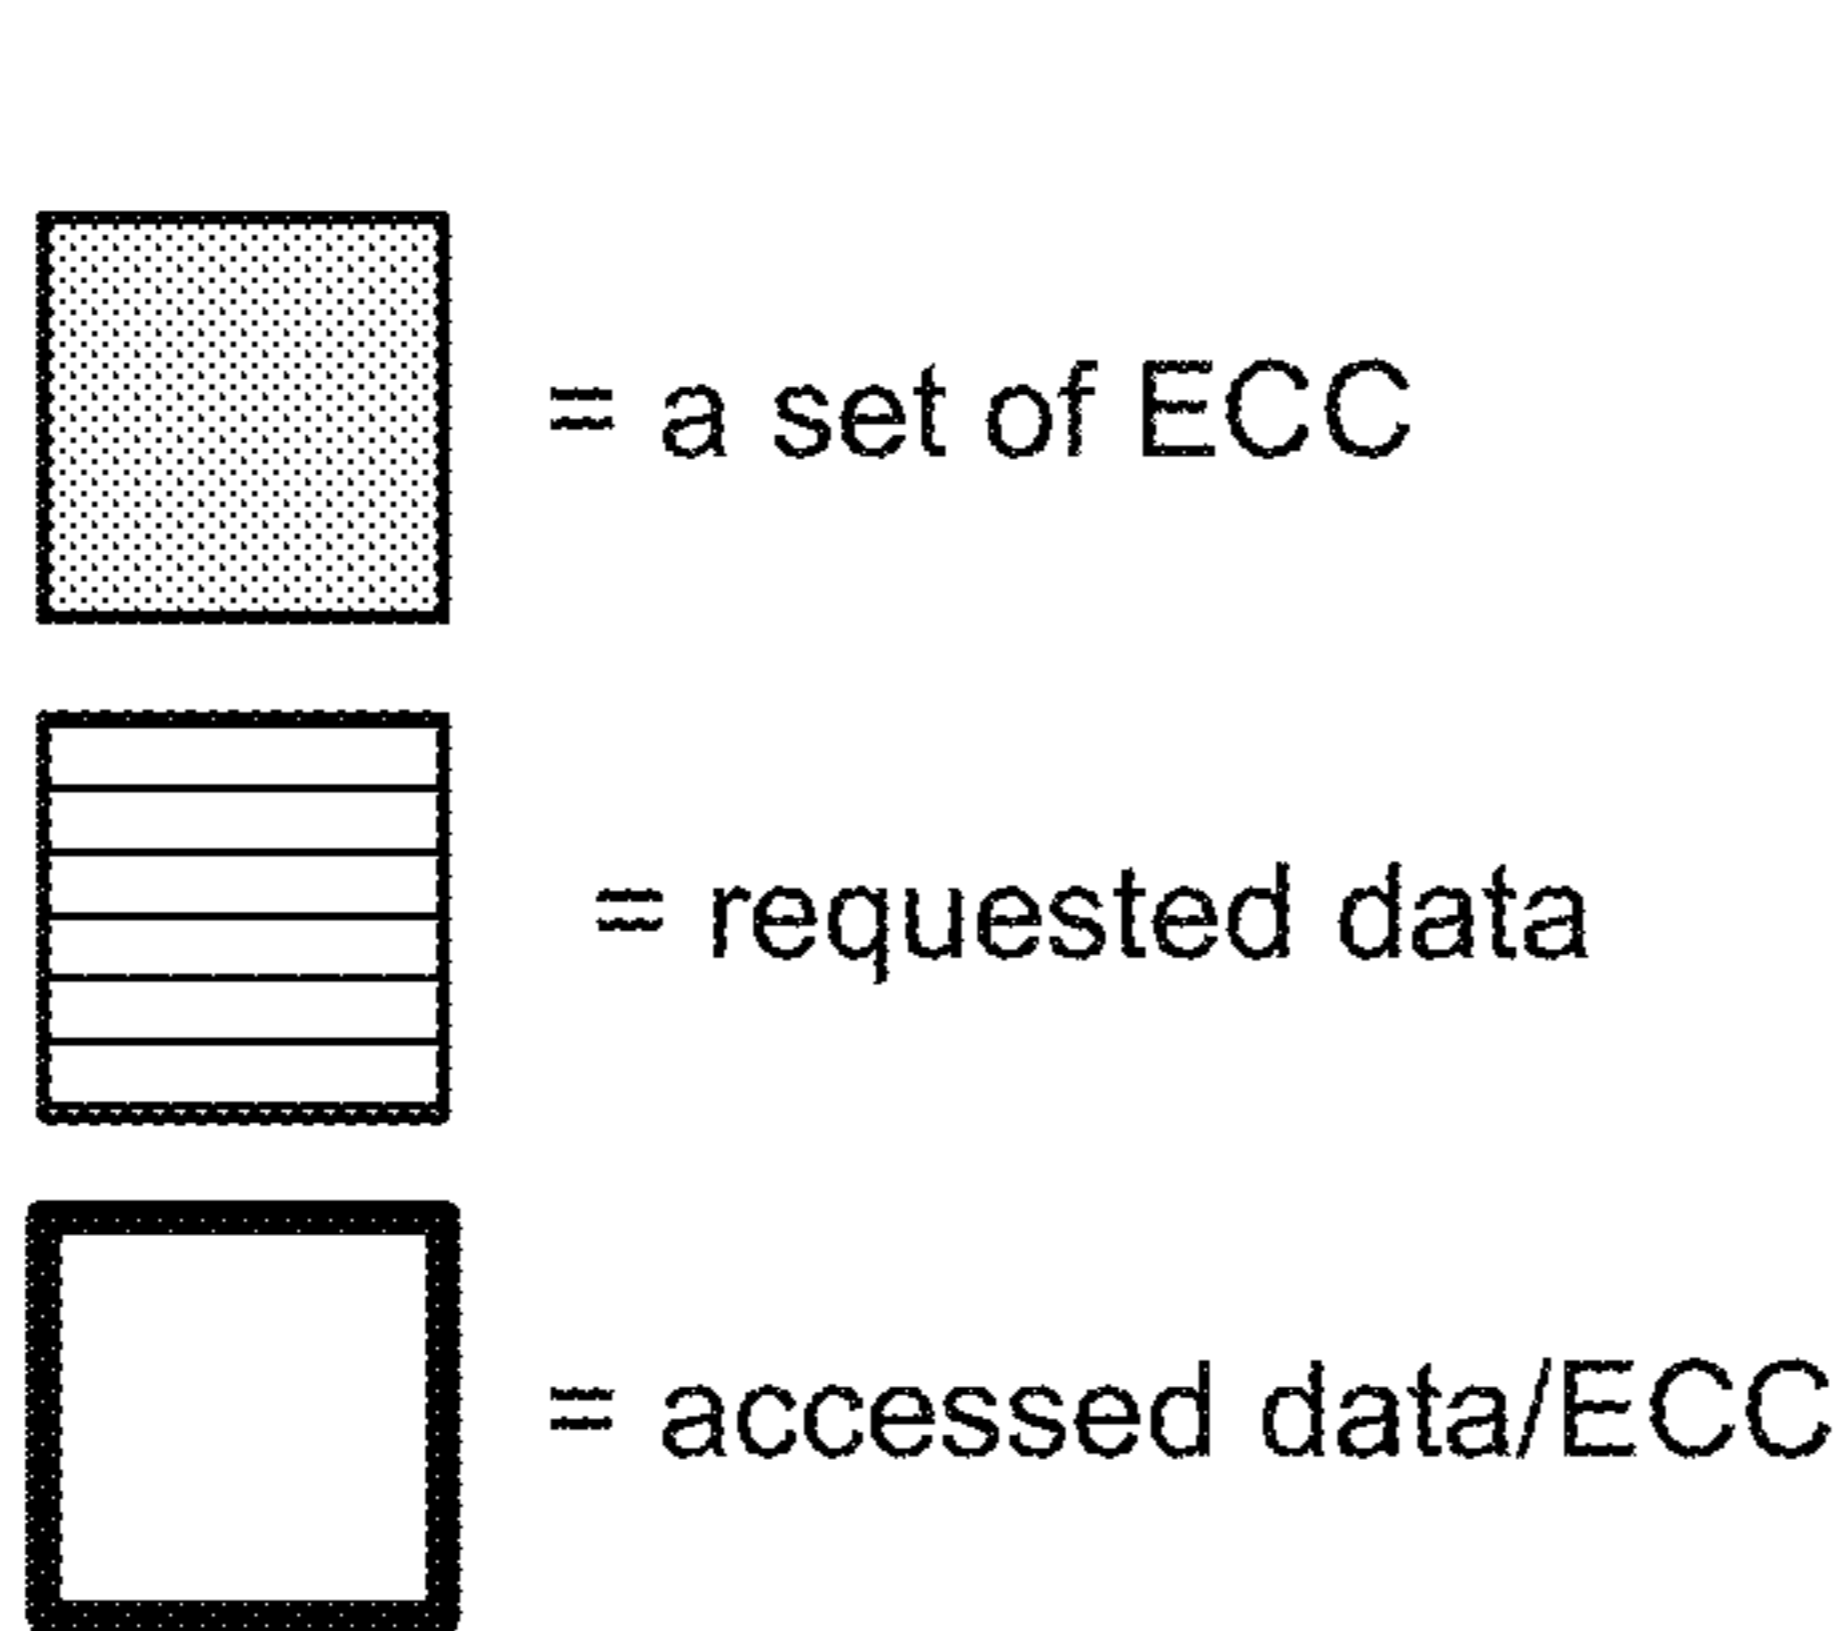 = a set of ECC
= requested data
= accessed data/ECC